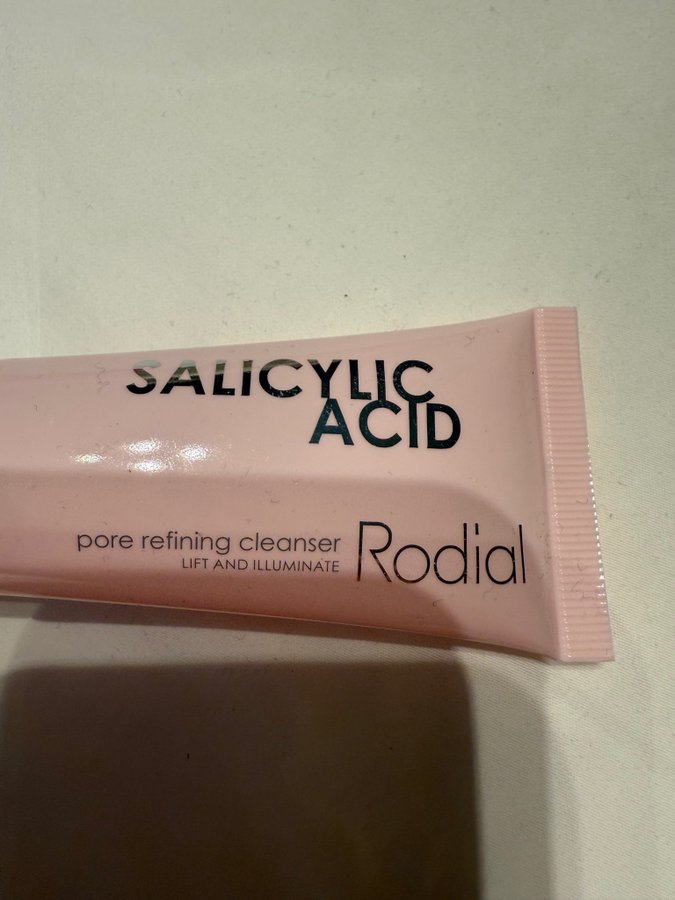 SALICYLIC
ACID
pore refining cleanser
LIFT AND ILLUMINATE
Rodial